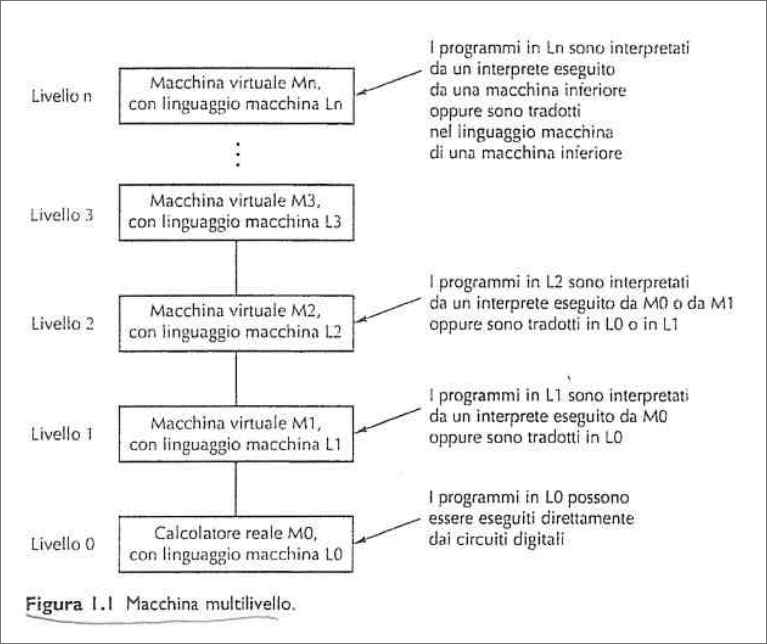 I programmi in Ln sono interpretati
da un interprete eseguito
da una macchina inferiore
oppure sono tradotti
nel linguaggio macchina
di una macchina inferiore
Livello n
Macchina virtuale Mn,
con linguaggio macchina Ln
Livello 3
Macchina virtuale M3,
con linguaggio macchina L3
I programmi in L2 sono interpretati
da un interprete eseguito da M0 o da M1
oppure sono tradotti in L0 o in L1
Livello 2
Macchina virtuale M2,
con linguaggio macchina L2
I programmi in L1 sono interpretati
da un interprete eseguito da M0
oppure sono tradotti in L0
Livello 1
Macchina virtuale M1,
con linguaggio macchina L1
I programmi in L0 possono
essere eseguiti direttamente
dai circuiti digitali
Livello 0
Calcolatore reale M0,
con linguaggio macchina L0
Figura 1.1 Macchina multilivello.